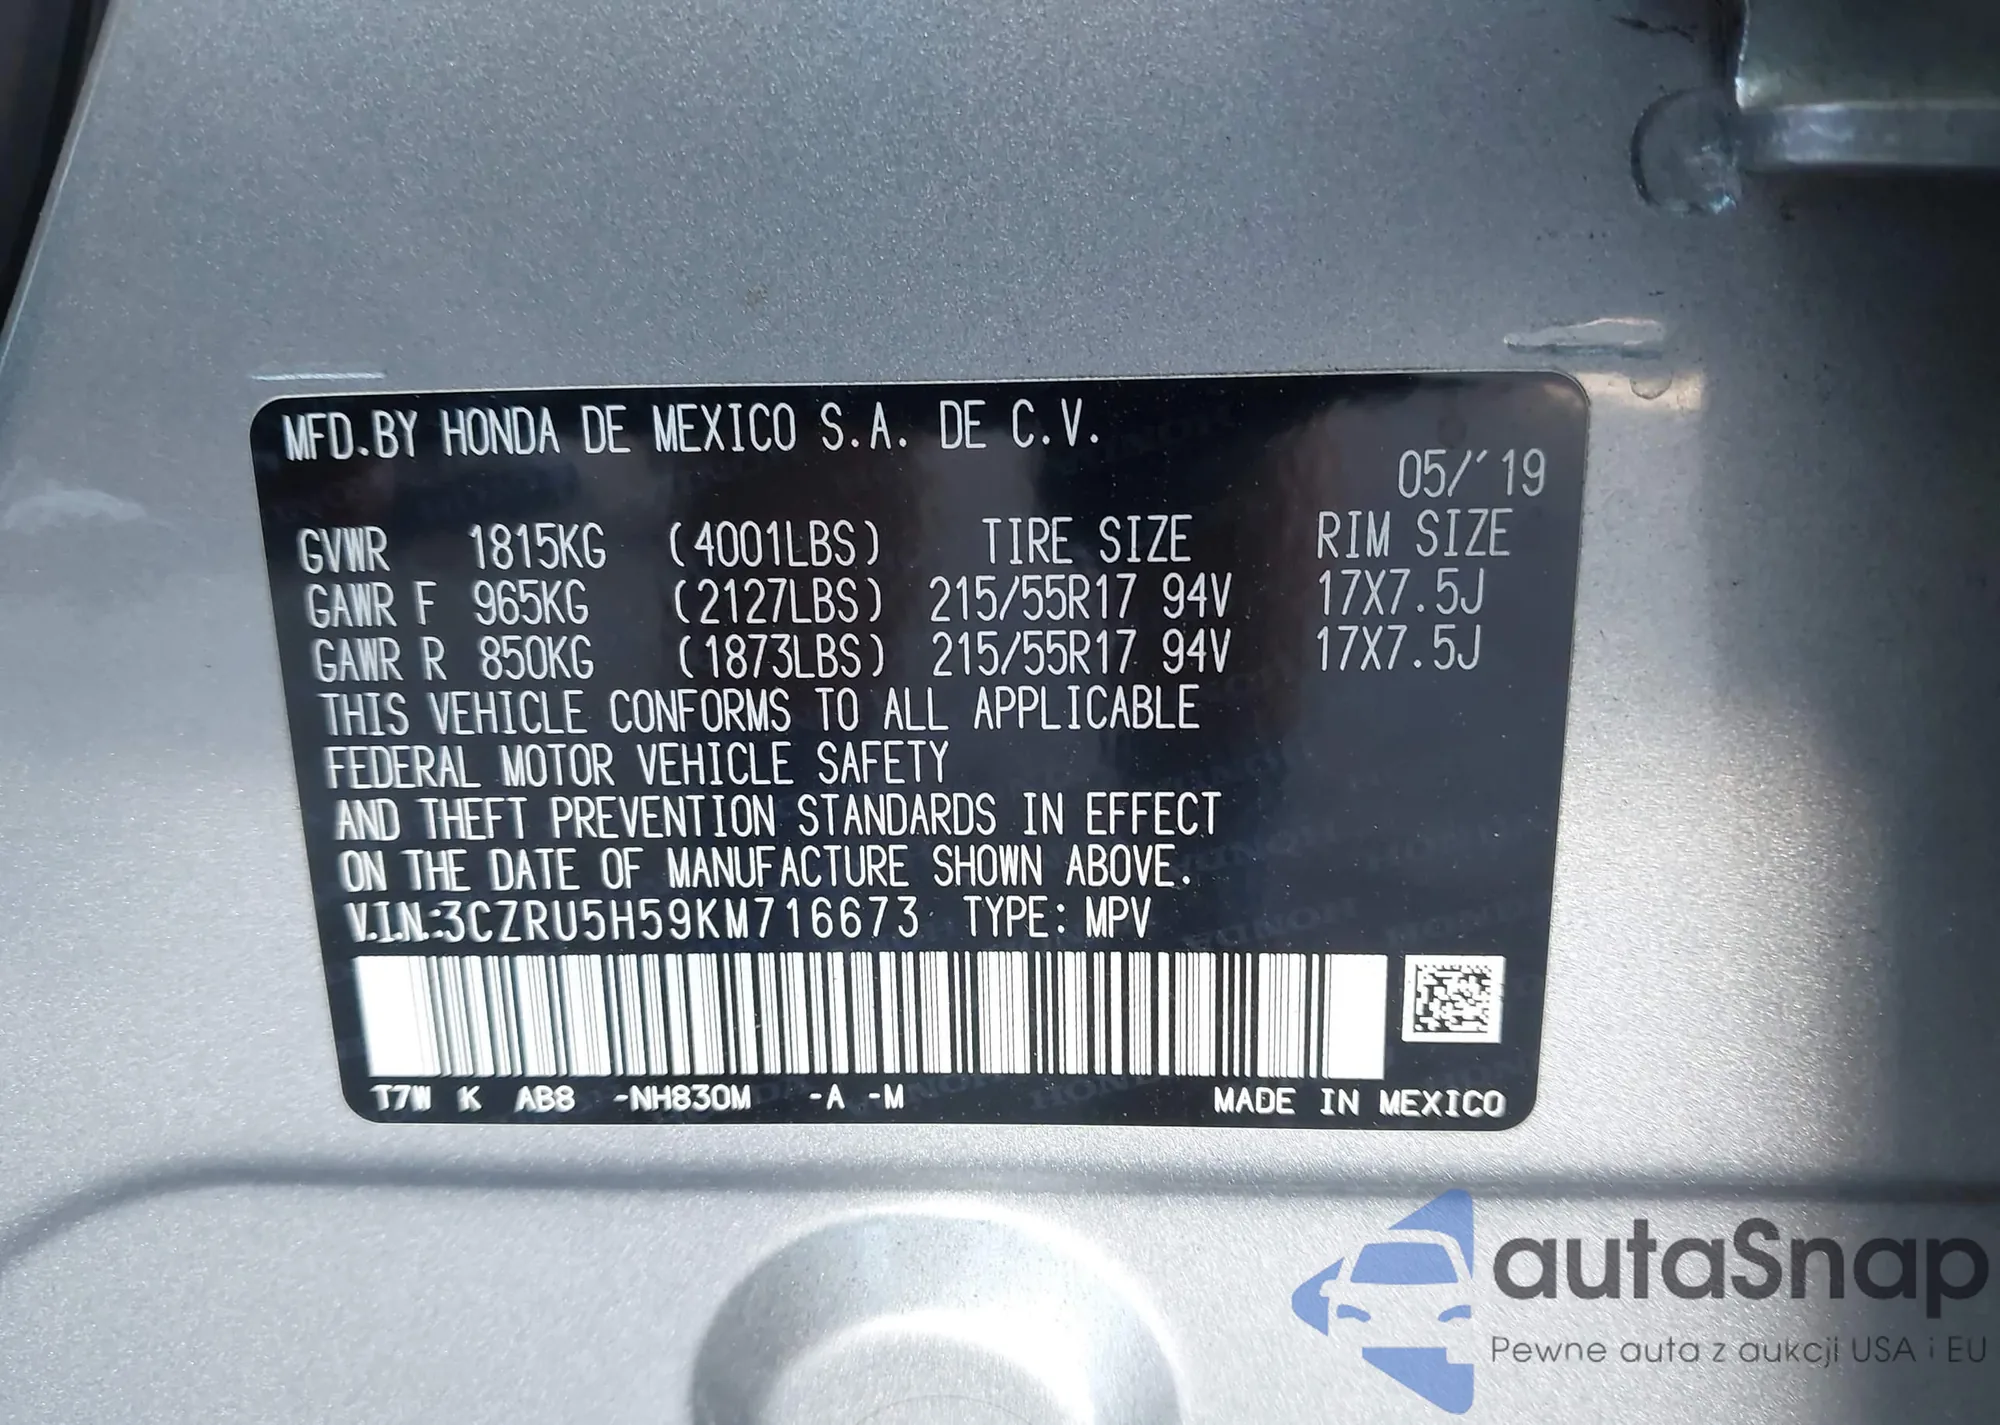 MFD.BY HONDA DE MEXICO S.A. DE C.V.
05/'19
GVWR 1815KG (4001LBS) TIRE SIZE RIM SIZE
GAWR F 965KG (2127LBS) 215/55R17 94V 17X7.5J
GAWR R 850KG (1873LBS) 215/55R17 94V 17X7.5J
THIS VEHICLE CONFORMS TO ALL APPLICABLE
FEDERAL MOTOR VEHICLE SAFETY
AND THEFT PREVENTION STANDARDS IN EFFECT
ON THE DATE OF MANUFACTURE SHOWN ABOVE.
V.I.N.:3CZRU5H59KM716673 TYPE: MPV
T7W K AB8 -NH830M -A -M MADE IN MEXICO
autaSnap
Pewne auta z aukcji USA i EU